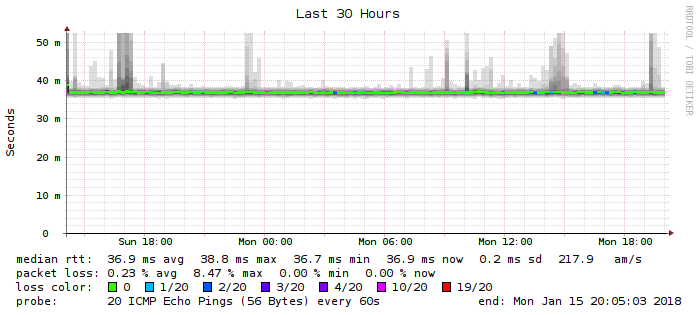 Last 30 Hours
RRDTOOL / TOBI OETIKER
Seconds
50 m
40 m
30 m
20 m
10 m
0
Sun 18:00 Mon 00:00 Mon 06:00 Mon 12:00 Mon 18:00
median rtt: 36.9 ms avg 38.8 ms max 36.7 ms min 36.9 ms now 0.2 ms sd 217.9 am/s
packet loss: 0.23 % avg 8.47 % max 0.00 % min 0.00 % now
loss color: 0 1/20 2/20 3/20 4/20 10/20 19/20
probe: 20 ICMP Echo Pings (56 Bytes) every 60s end: Mon Jan 15 20:05:03 2018